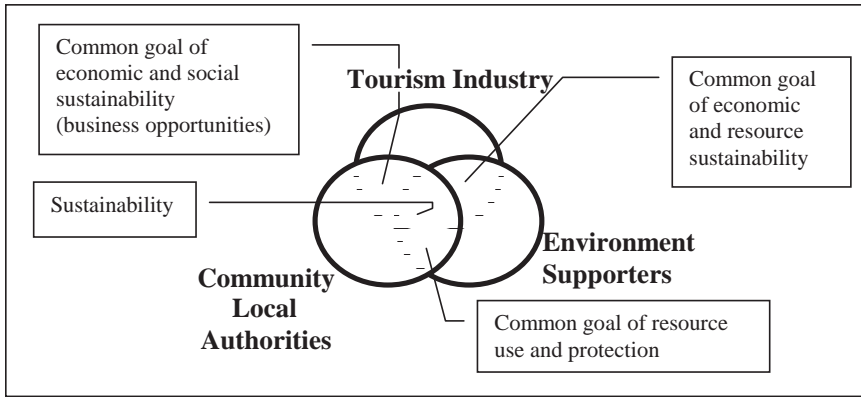 Common goal of
economic and social
sustainability
(business opportunities)
Tourism Industry
Common goal
of economic
and resource
sustainability
Sustainability
Environment
Supporters
Community
Local
Authorities
Common goal of resource
use and protection